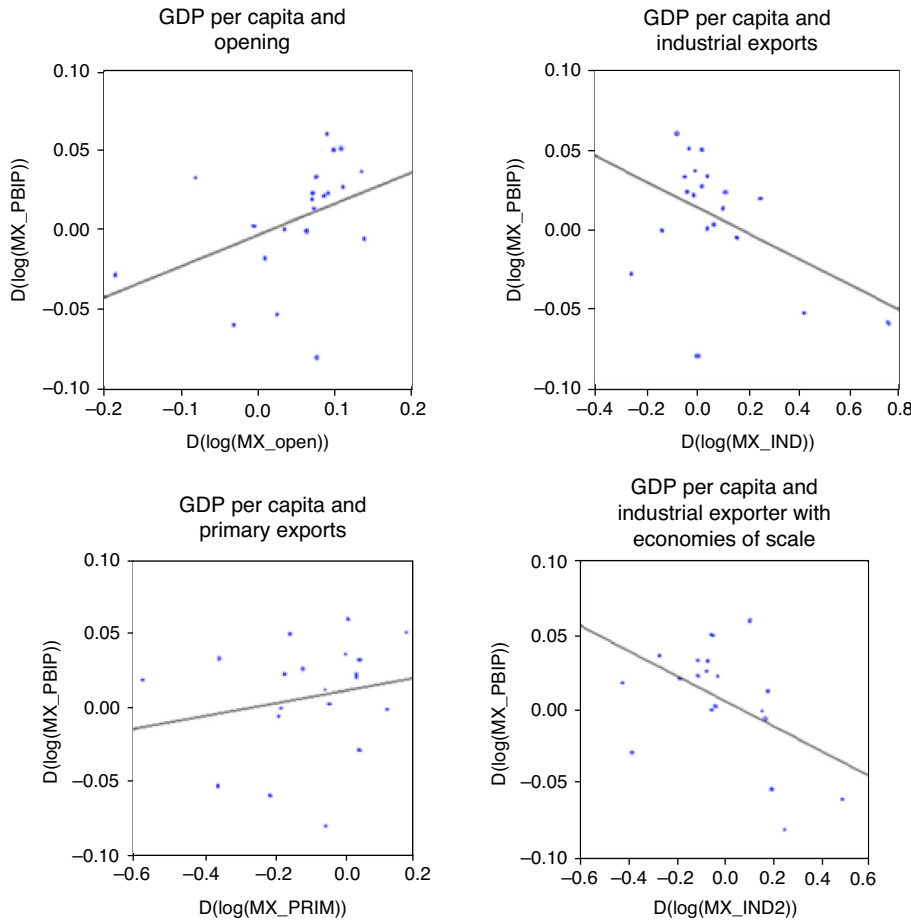 GDP per capita and
opening
0.10
0.05
0.00
–0.05
–0.10
D(log(MX_PBIP))
–0.2
–0.1
0.0
0.1
0.2
D(log(MX_open))
GDP per capita and
industrial exports
0.10
0.05
0.00
–0.05
–0.10
D(log(MX_PBIP))
–0.4
–0.2
0.0
0.2
0.4
0.6
0.8
D(log(MX_IND))
GDP per capita and
primary exports
0.10
0.05
0.00
–0.05
–0.10
D(log(MX_PBIP))
–0.6
–0.4
–0.2
0.0
0.2
D(log(MX_PRIM))
GDP per capita and
industrial exporter with
economies of scale
0.10
0.05
0.00
–0.05
–0.10
D(log(MX_PBIP))
–0.6
–0.4
–0.2
0.0
0.2
0.4
0.6
D(log(MX_IND2))